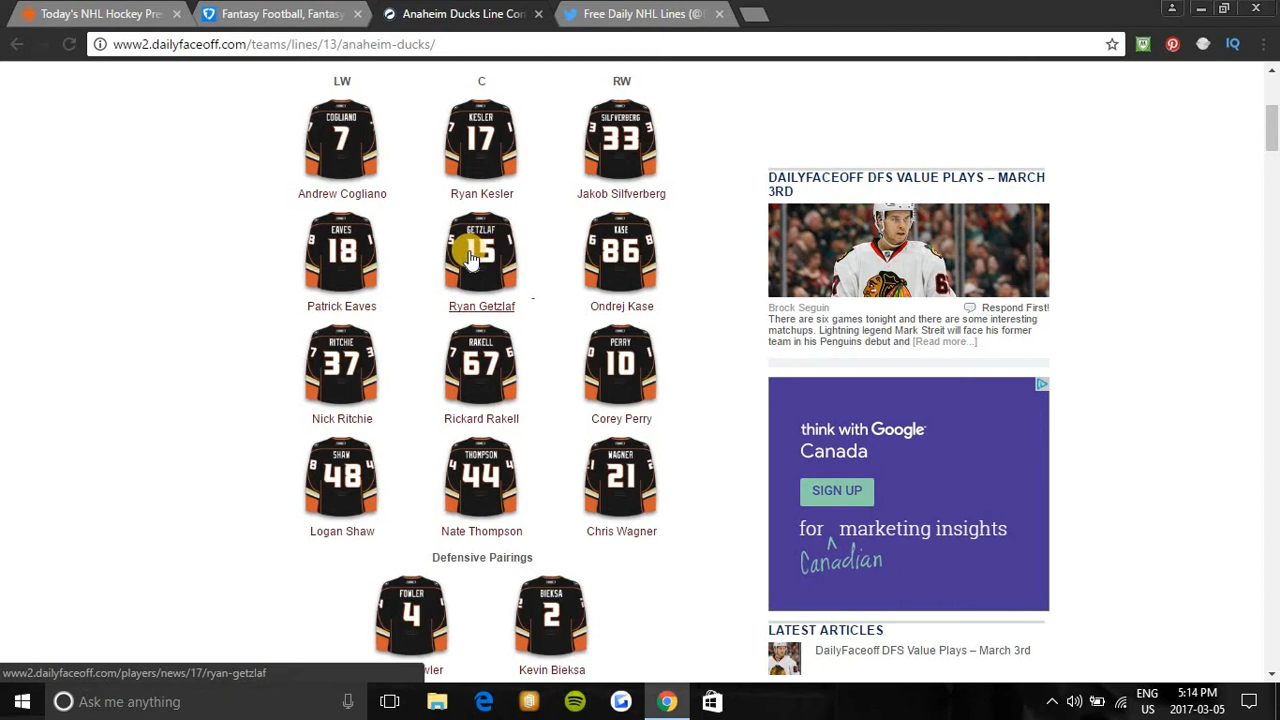 Today's NHL Hockey Pres
Fantasy Football, Fantasy
Anaheim Ducks Line Com
Free Daily NHL Lines (@f
www2.dailyfaceoff.com/teams/lines/13/anaheim-ducks/
LW C RW
COGLIANO KESLER SILFVERBERG
7 17 33
Andrew Cogliano Ryan Kesler Jakob Silfverberg
EAVES GETZLAF KASE
18 15 86
Patrick Eaves Ryan Getzlaf Ondrej Kase
RITCHIE RAKELL PERRY
37 67 10
Nick Ritchie Rickard Rakell Corey Perry
SHAW THOMPSON WAGNER
48 44 21
Logan Shaw Nate Thompson Chris Wagner
Defensive Pairings
FOWLER BIEKSA
4 2
wler Kevin Bieksa
DAILYFACEOFF DFS VALUE PLAYS – MARCH
3RD
Brock Seguin Respond First!
There are six games tonight and there are some interesting
matchups. Lightning legend Mark Streit will face his former
team in his Penguins debut and [Read more...]
think with Google
Canada
SIGN UP
for marketing insights
Canadian
LATEST ARTICLES
DailyFaceoff DFS Value Plays – March 3rd
www2.dailyfaceoff.com/players/news/17/ryan-getzlaf
Ask me anything
ENG
IQ
5:14 PM
2017-03-05